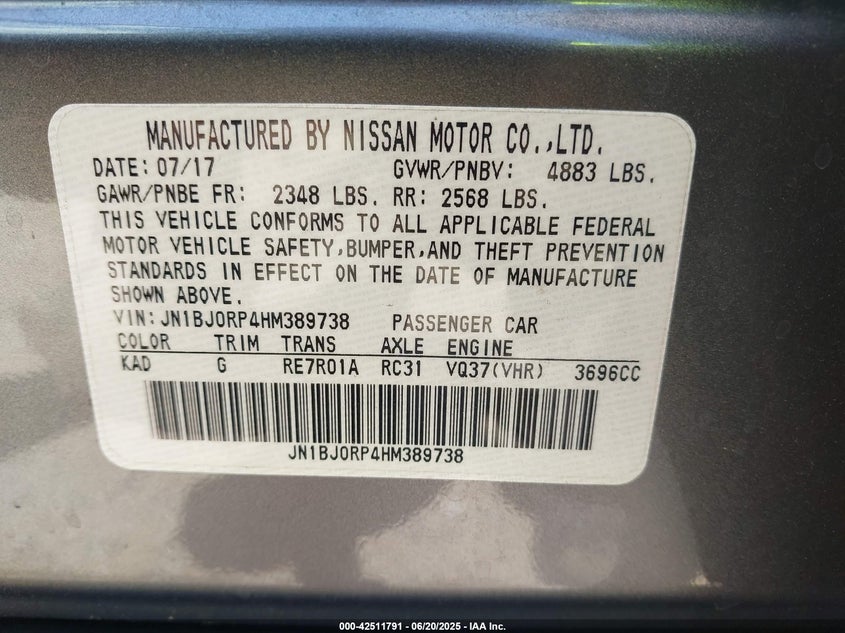 MANUFACTURED BY NISSAN MOTOR CO.,LTD.
DATE: 07/17 GVWR/PNBV: 4883 LBS.
GAWR/PNBE FR: 2348 LBS. RR: 2568 LBS.
THIS VEHICLE CONFORMS TO ALL APPLICABLE FEDERAL
MOTOR VEHICLE SAFETY,BUMPER,AND THEFT PREVENTION
STANDARDS IN EFFECT ON THE DATE OF MANUFACTURE
SHOWN ABOVE.
VIN:JN1BJ0RP4HM389738 PASSENGER CAR
COLOR TRIM TRANS AXLE ENGINE
KAD G RE7R01A RC31 VQ37(VHR) 3696CC
JN1BJ0RP4HM389738
000-42511791 - 06/20/2025 - IAA Inc.